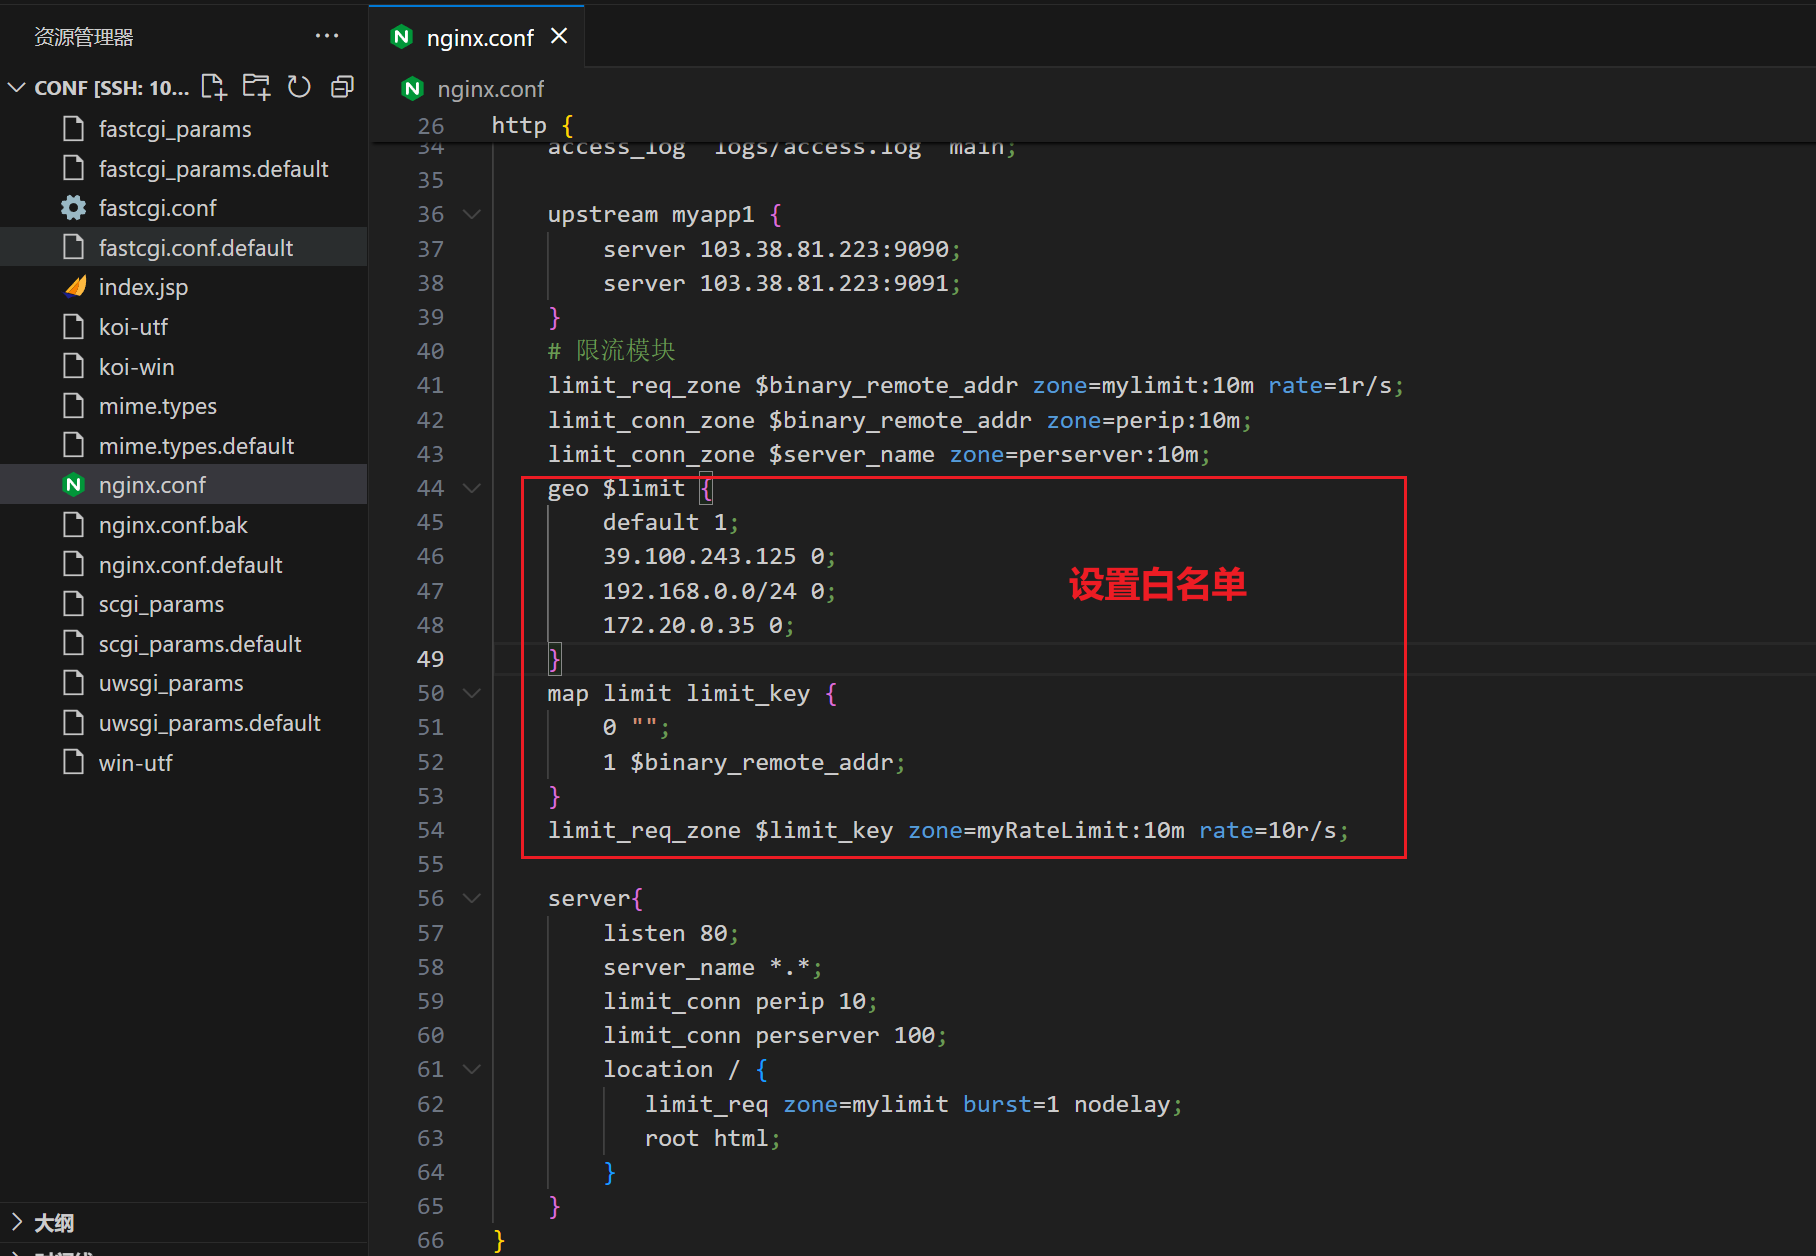 资源管理器
CONF [SSH: 10...
fastcgi_params
fastcgi_params.default
fastcgi.conf
fastcgi.conf.default
index.jsp
koi-utf
koi-win
mime.types
mime.types.default
nginx.conf
nginx.conf.bak
nginx.conf.default
scgi_params
scgi_params.default
uwsgi_params
uwsgi_params.default
win-utf
大纲
时间线
nginx.conf
nginx.conf
26 http {
34 access_log logs/access.log main;
35
36 upstream myapp1 {
37 server 103.38.81.223:9090;
38 server 103.38.81.223:9091;
39 }
40 # 限流模块
41 limit_req_zone $binary_remote_addr zone=mylimit:10m rate=1r/s;
42 limit_conn_zone $binary_remote_addr zone=perip:10m;
43 limit_conn_zone $server_name zone=perserver:10m;
44 geo $limit {
45 default 1;
46 39.100.243.125 0;
47 192.168.0.0/24 0;
48 172.20.0.35 0;
49 }
50 map limit limit_key {
51 0 "";
52 1 $binary_remote_addr;
53 }
54 limit_req_zone $limit_key zone=myRateLimit:10m rate=10r/s;
55
56 server{
57 listen 80;
58 server_name *.*;
59 limit_conn perip 10;
60 limit_conn perserver 100;
61 location / {
62 limit_req zone=mylimit burst=1 nodelay;
63 root html;
64 }
65 }
66 }
设置白名单